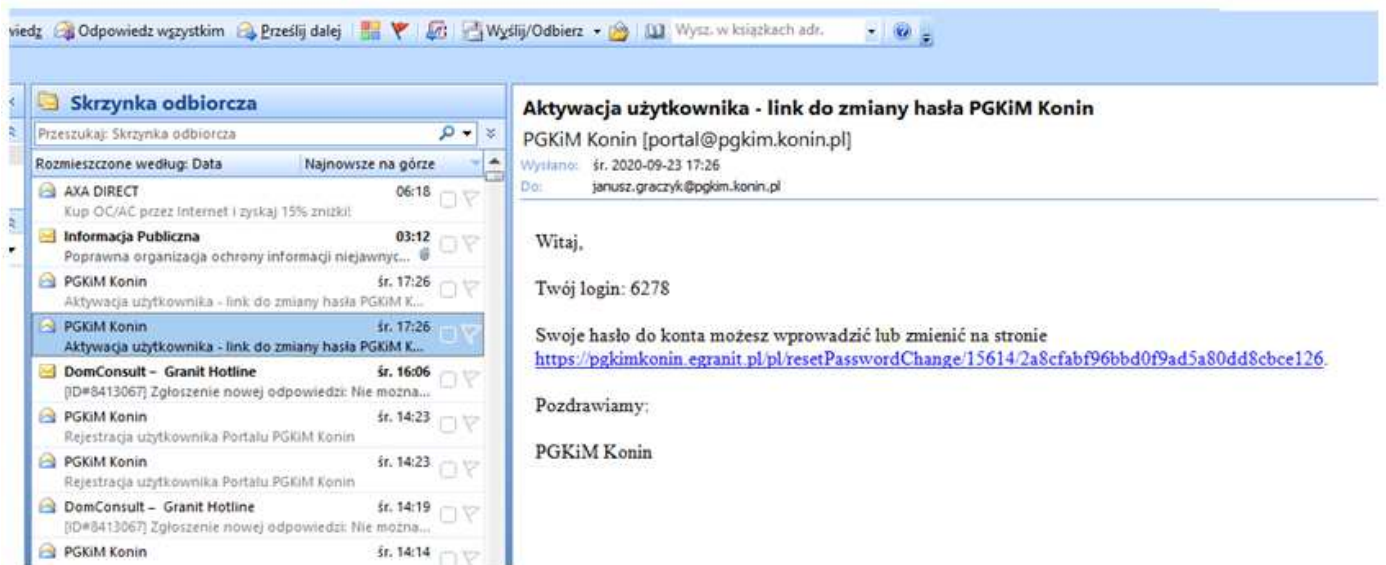 wiedz Odpowiedz wszystkim Prześlij dalej Wyślij/Odbierz Wysz. w książkach adr.
Skrzynka odbiorcza
Przeszukaj: Skrzynka odbiorcza
Rozmieszczone według: Data Najnowsze na górze
AXA DIRECT 06:18
Kup OC/AC przez Internet i zyskaj 15% zniżki!
Informacja Publiczna 03:12
Poprawna organizacja ochrony informacji niejawnyc...
PGKiM Konin śr. 17:26
Aktywacja użytkownika - link do zmiany hasła PGKiM K...
PGKiM Konin śr. 17:26
Aktywacja użytkownika - link do zmiany hasła PGKiM K...
DomConsult – Granit Hotline śr. 16:06
[ID#8413067] Zgłoszenie nowej odpowiedzi: Nie można...
PGKiM Konin śr. 14:23
Rejestracja użytkownika Portalu PGKiM Konin
PGKiM Konin śr. 14:23
Rejestracja użytkownika Portalu PGKiM Konin
DomConsult – Granit Hotline śr. 14:19
[ID#8413067] Zgłoszenie nowej odpowiedzi: Nie można...
PGKiM Konin śr. 14:14
Aktywacja użytkownika - link do zmiany hasła PGKiM Konin
PGKiM Konin [portal@pgkim.konin.pl]
Wysłano: śr. 2020-09-23 17:26
Do: janusz.graczyk@pgkim.konin.pl
Witaj,
Twój login: 6278
Swoje hasło do konta możesz wprowadzić lub zmienić na stronie
https://pgkimkonin.egranit.pl/pl/resetPasswordChange/15614/2a8cfabf96bbd0f9ad5a80dd8cbce126.
Pozdrawiamy:
PGKiM Konin